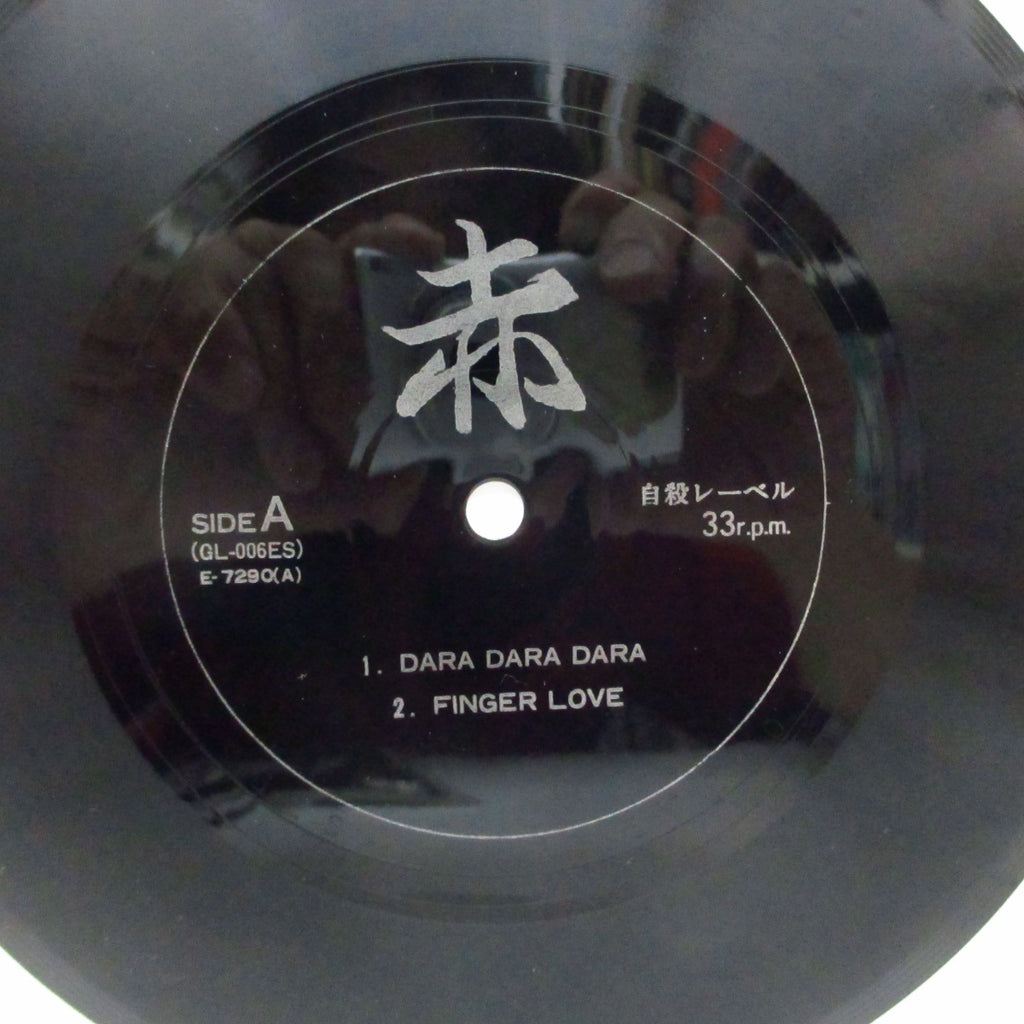 赤
SIDE A
(GL-006ES)
E-7290(A)
自殺レーベル
33r.p.m.
1. DARA DARA DARA
2. FINGER LOVE